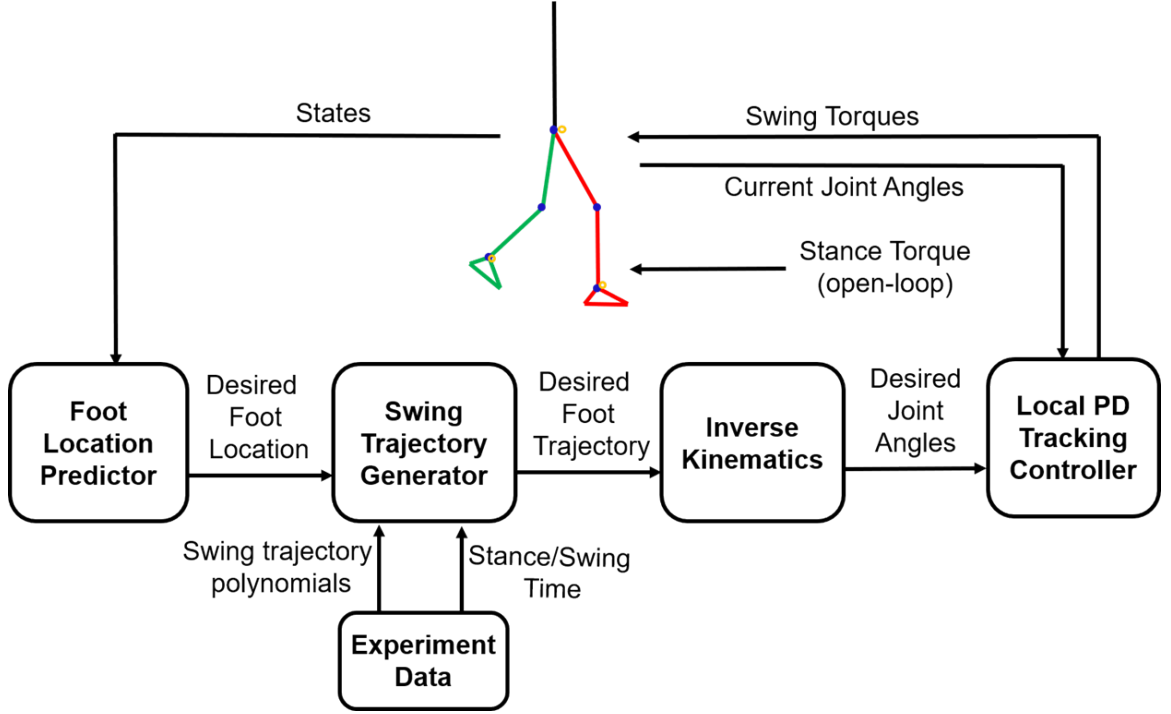 States
Swing Torques
Current Joint Angles
Stance Torque
(open-loop)
Foot
Location
Predictor
Desired
Foot
Location
Swing
Trajectory
Generator
Desired
Foot
Trajectory
Inverse
Kinematics
Desired
Joint
Angles
Local PD
Tracking
Controller
Swing trajectory
polynomials
Stance/Swing
Time
Experiment
Data